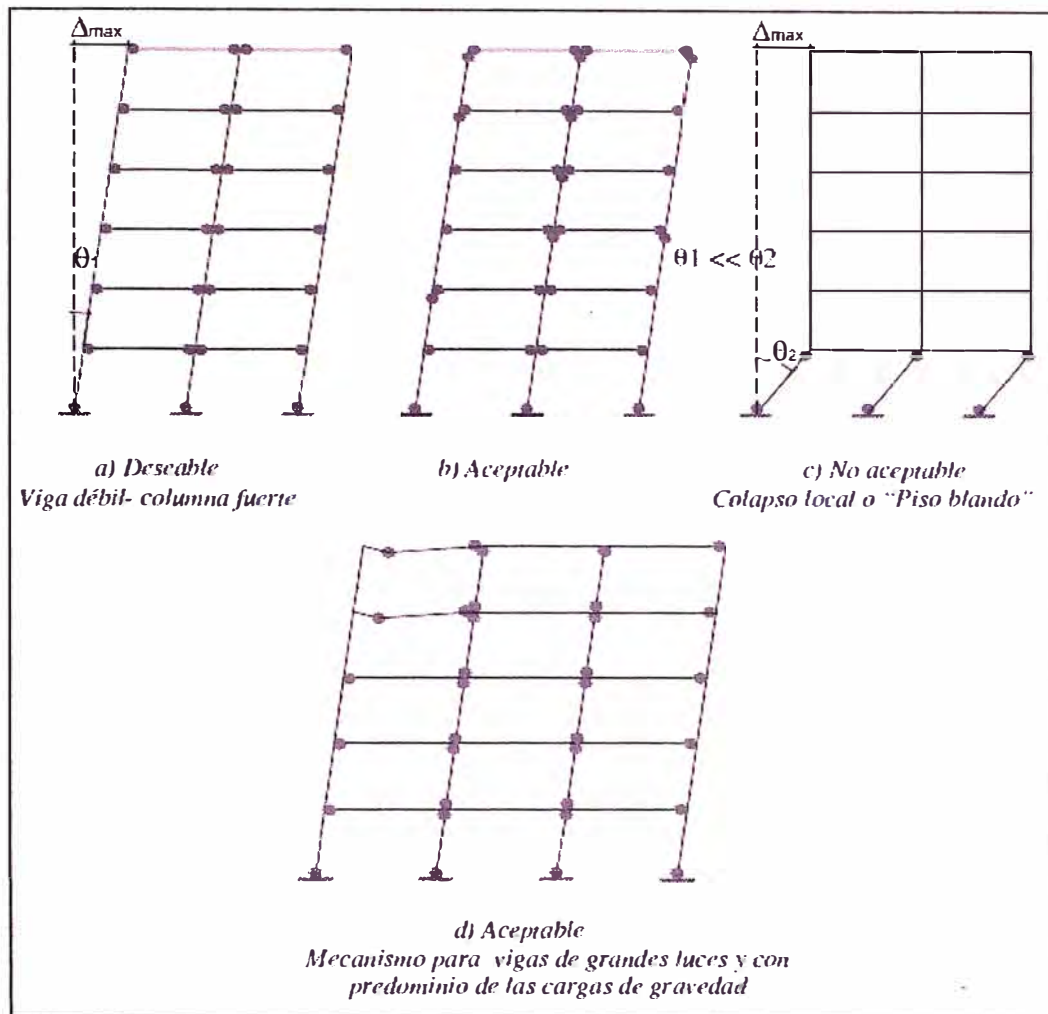 Δmax
Δmax
θ1
θ1 << θ2
θ2
a) Deseable
Viga débil- columna fuerte
b) Aceptable
c) No aceptable
Colapso local o "Piso blando"
d) Aceptable
Mecanismo para vigas de grandes luces y con
predominio de las cargas de gravedad